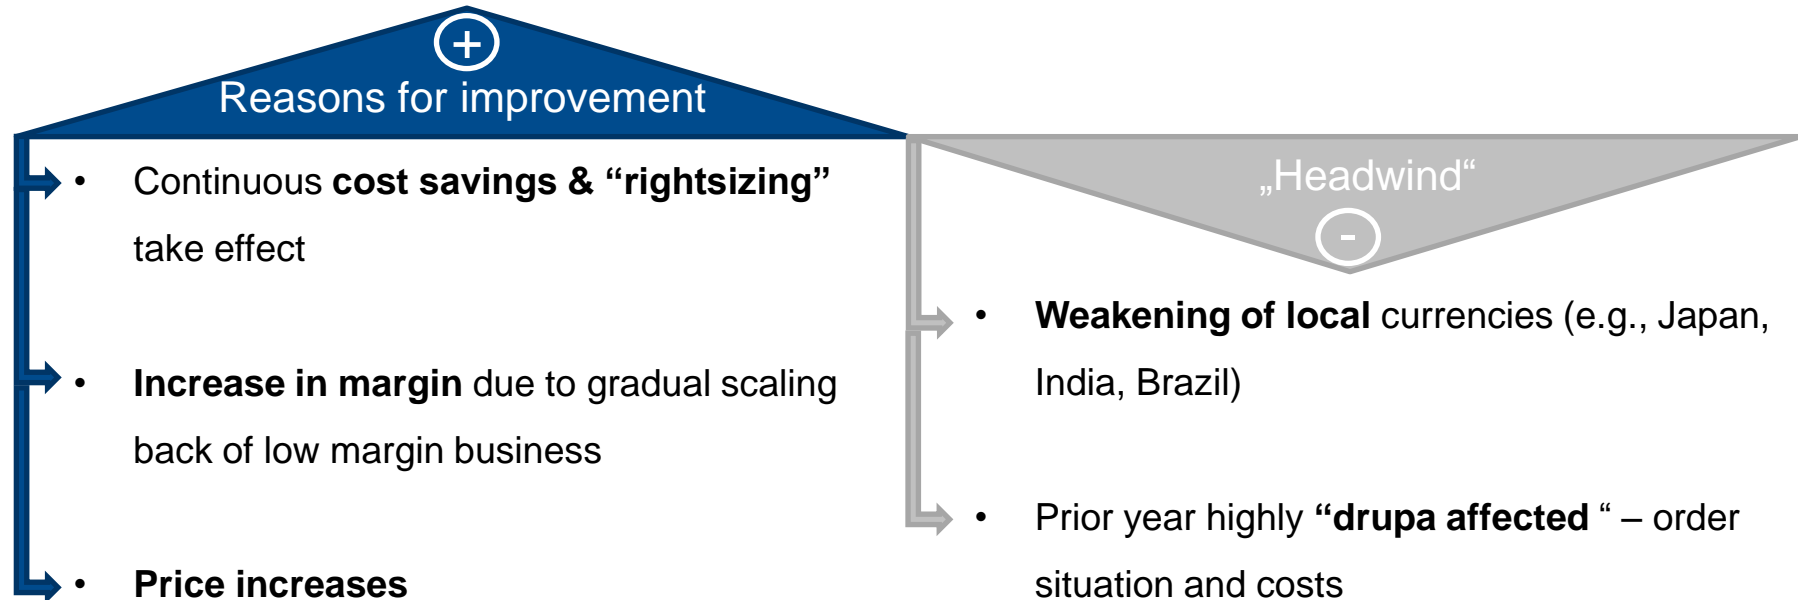 +
Reasons for improvement
• Continuous cost savings & “rightsizing”
take effect
• Increase in margin due to gradual scaling
back of low margin business
• Price increases
„Headwind“
-
• Weakening of local currencies (e.g., Japan,
India, Brazil)
• Prior year highly “drupa affected “ – order
situation and costs